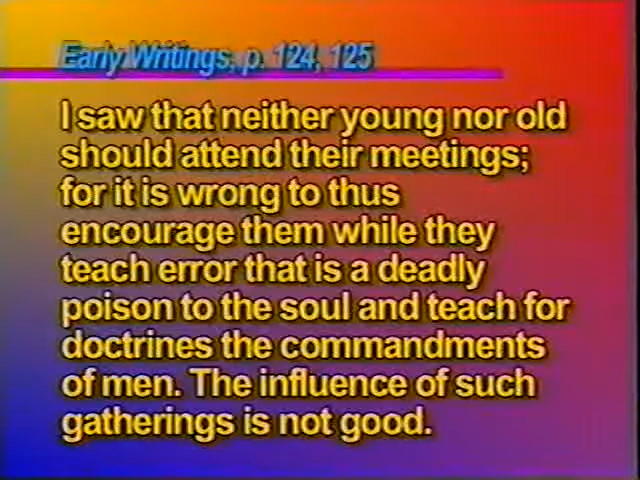 Early Writings, p. 124, 125
I saw that neither young nor old
should attend their meetings;
for it is wrong to thus
encourage them while they
teach error that is a deadly
poison to the soul and teach for
doctrines the commandments
of men. The influence of such
gatherings is not good.